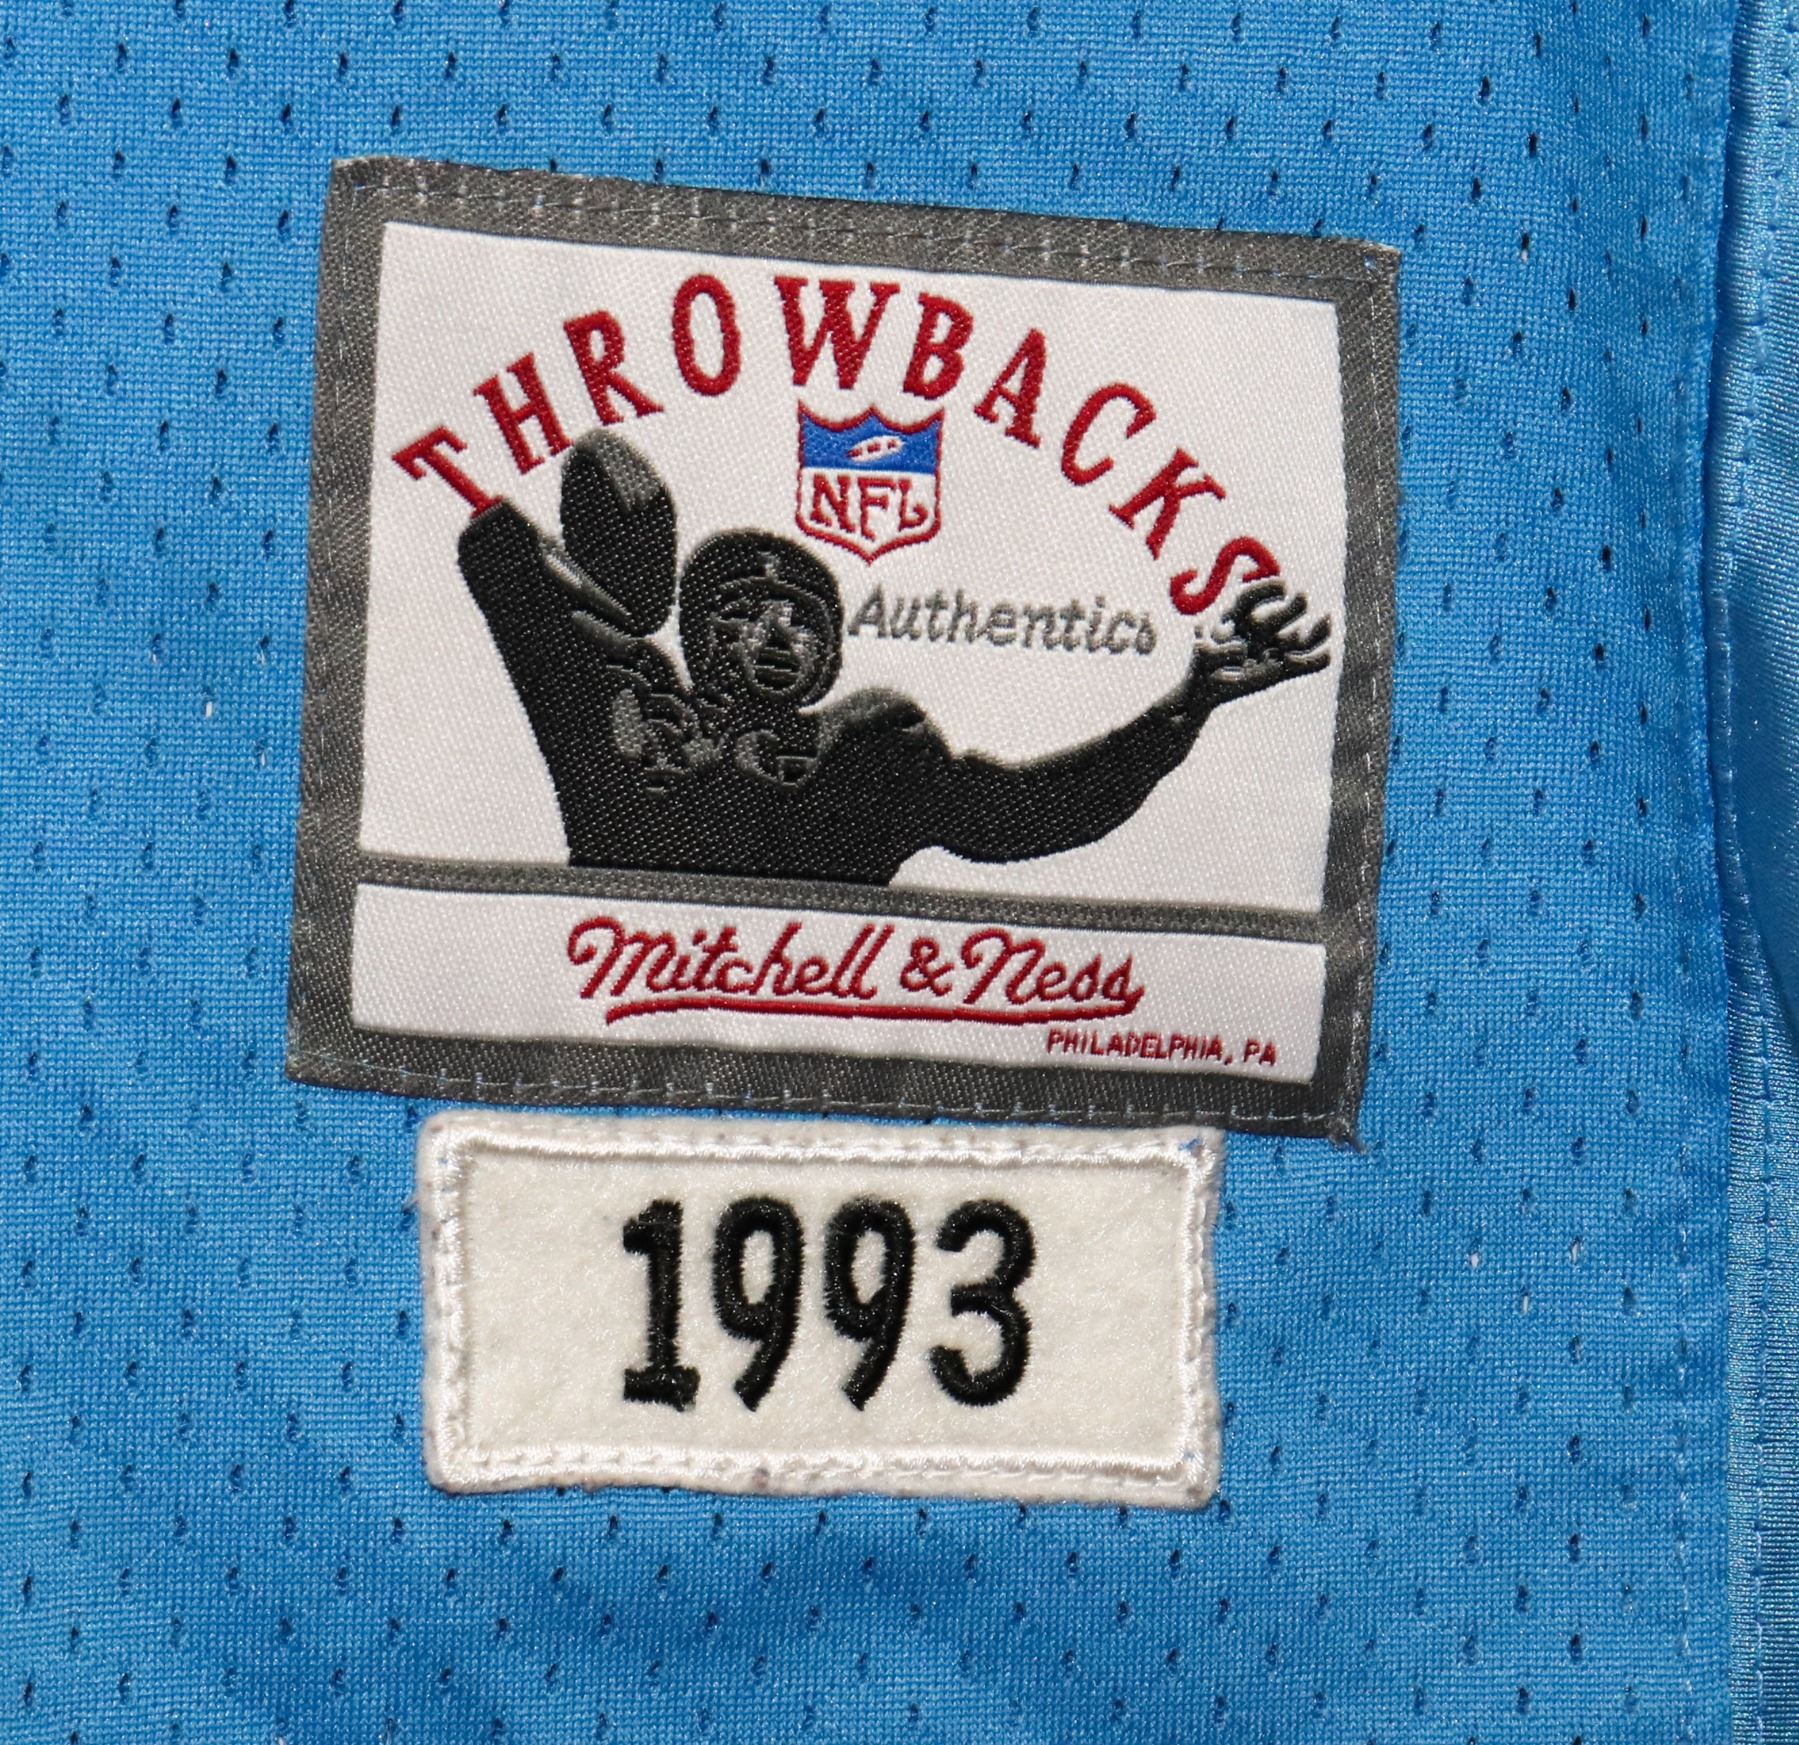 THROWBACKS
NFL
Authentics
Mitchell & Ness
PHILADELPHIA, PA
1993